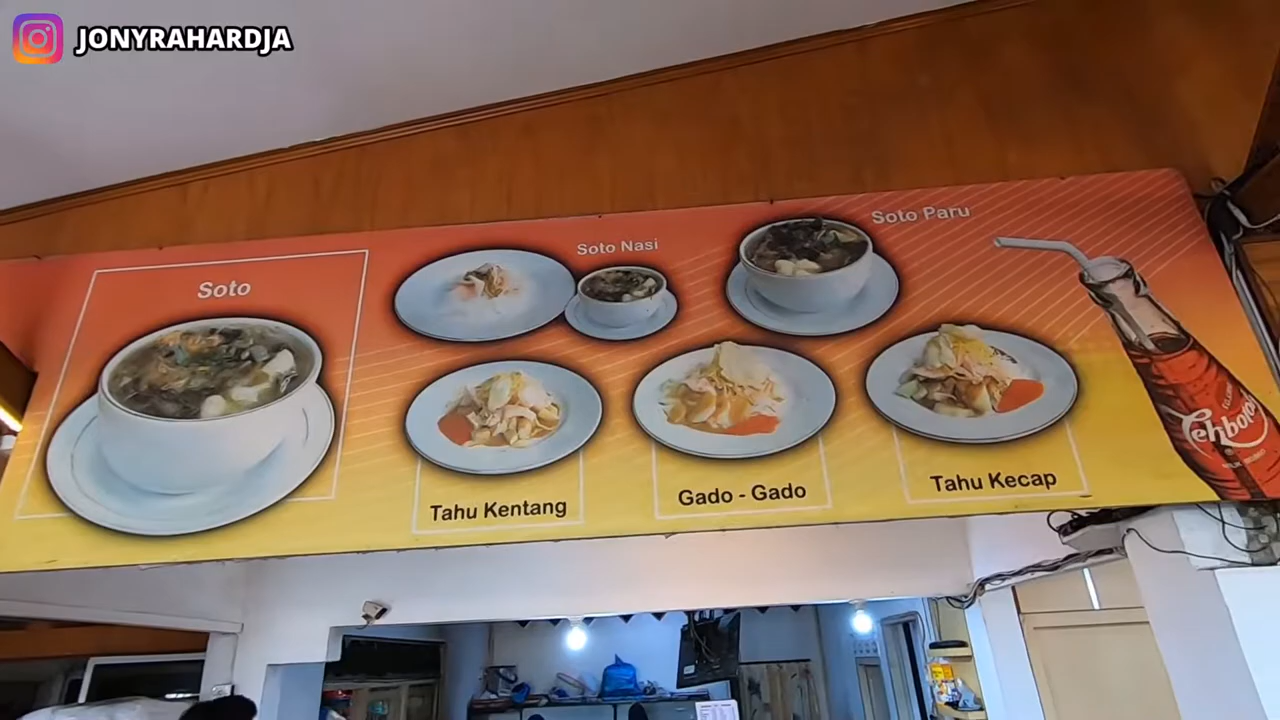 JONYRAHARDJA
Soto
Soto Nasi
Soto Paru
Tahu Kentang
Gado - Gado
Tahu Kecap
Tehbotol